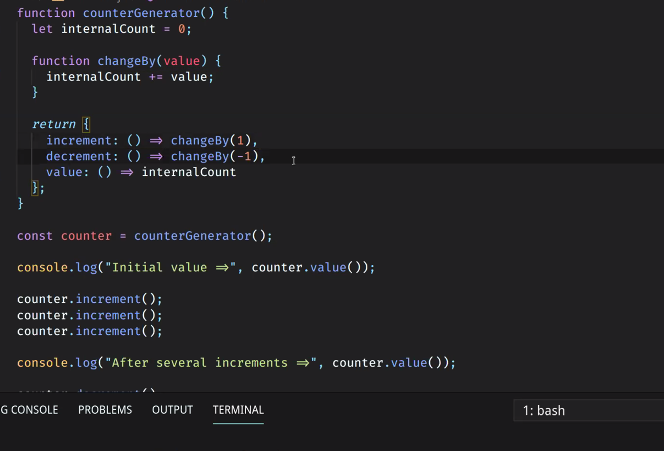 function counterGenerator() {
let internalCount = 0;
function changeBy(value) {
internalCount += value;
}
return {
increment: () => changeBy(1),
decrement: () => changeBy(-1),
value: () => internalCount
};
}
const counter = counterGenerator();
console.log("Initial value =>", counter.value());
counter.increment();
counter.increment();
counter.increment();
console.log("After several increments =>", counter.value());
G CONSOLE PROBLEMS OUTPUT TERMINAL 1: bash